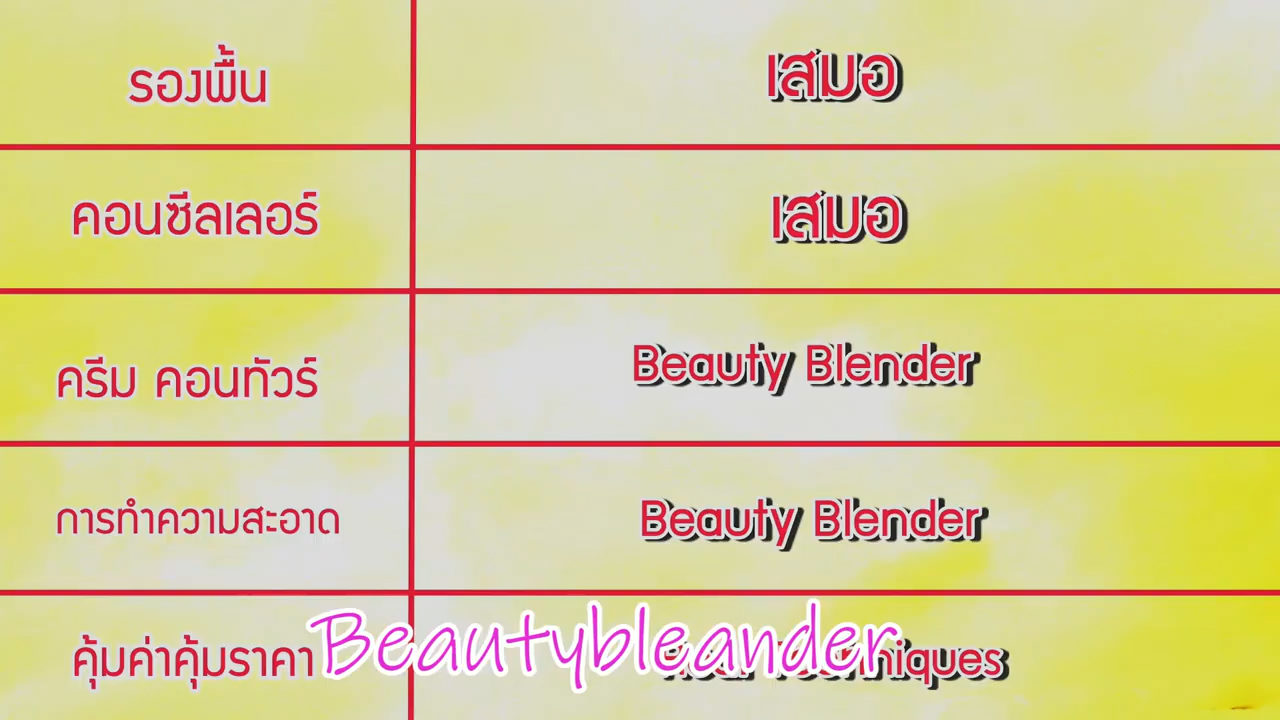 รองพื้น เสมอ
คอนซีลเลอร์ เสมอ
ครีม คอนทัวร์ Beauty Blender
การทำความสะอาด Beauty Blender
คุ้มค่าคุ้มราคา Real Techniques
Beautybleander